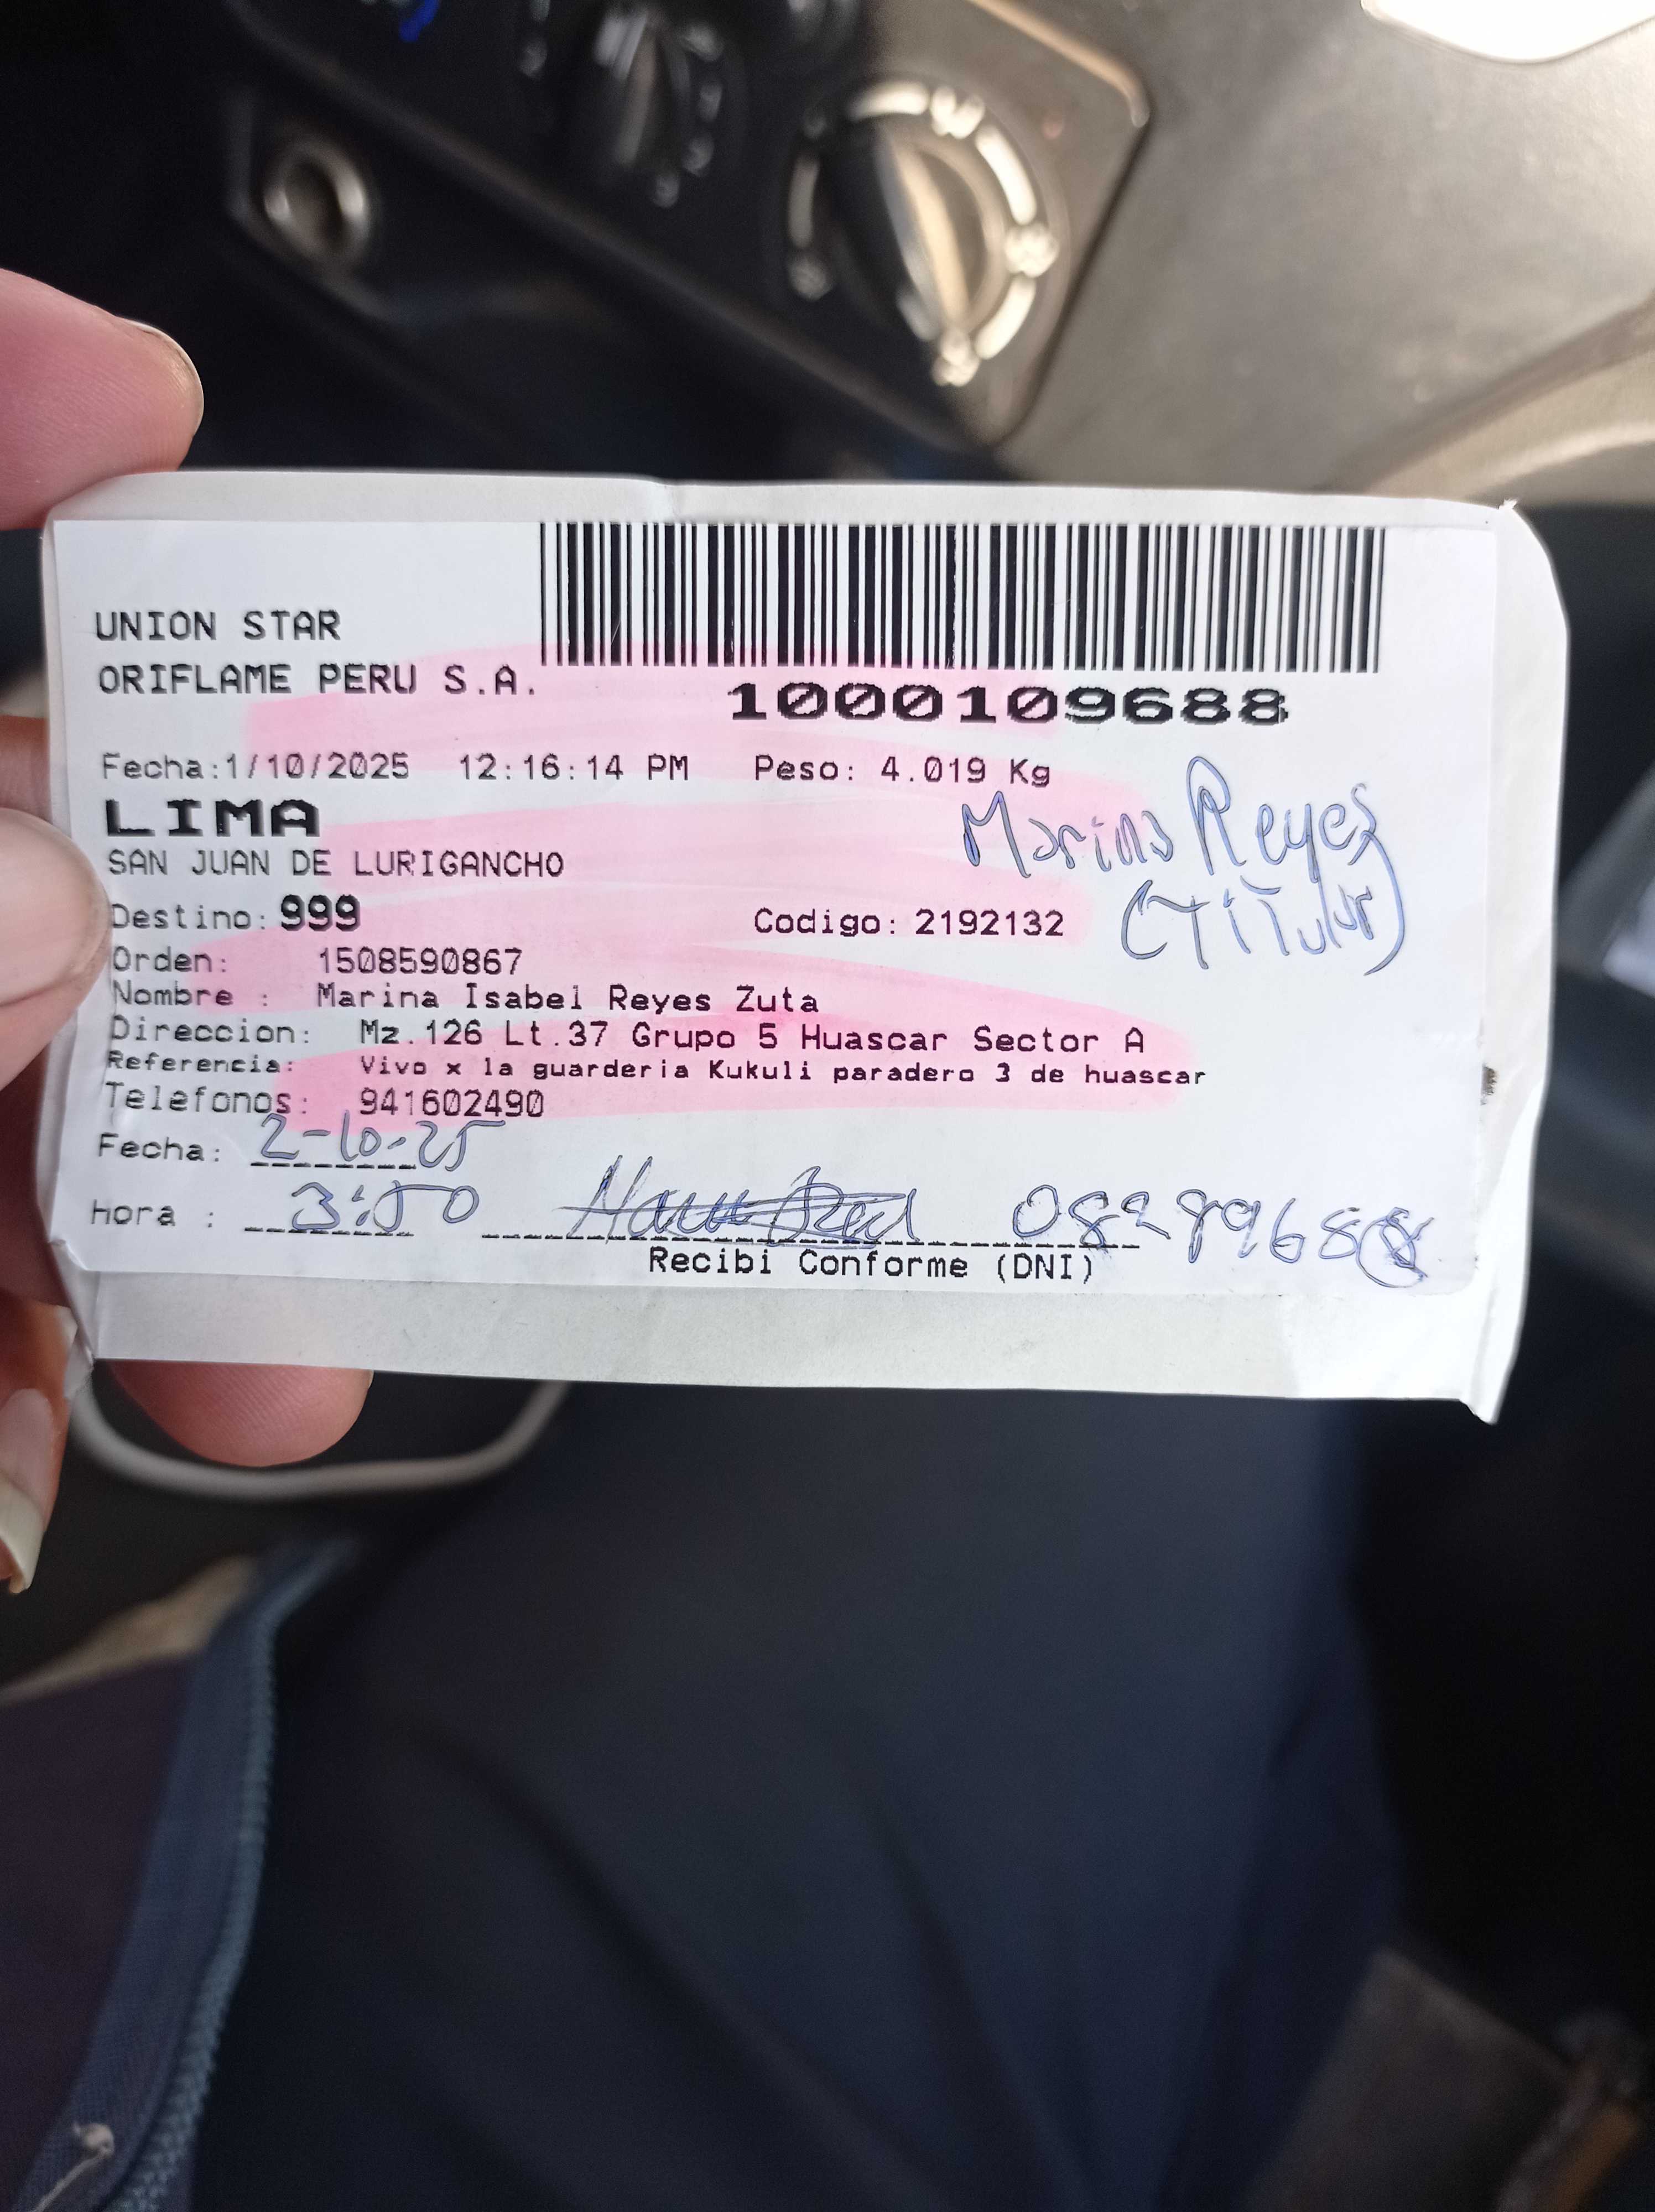 UNION STAR
ORIFLAME PERU S.A.
1000109688
Fecha:1/10/2025 12:16:14 PM Peso: 4.019 Kg
LIMA
Marina Reyes
SAN JUAN DE LURIGANCHO
(Titular)
Destino: 999 Codigo: 2192132
Orden: 1508590867
Nombre : Marina Isabel Reyes Zuta
Direccion: Mz.126 Lt.37 Grupo 5 Huascar Sector A
Referencia: Vivo x la guarderia Kukuli paradero 3 de huascar
Telefonos: 941602490
Fecha: 2-10-25
Hora : 3:50
Recibi Conforme (DNI)